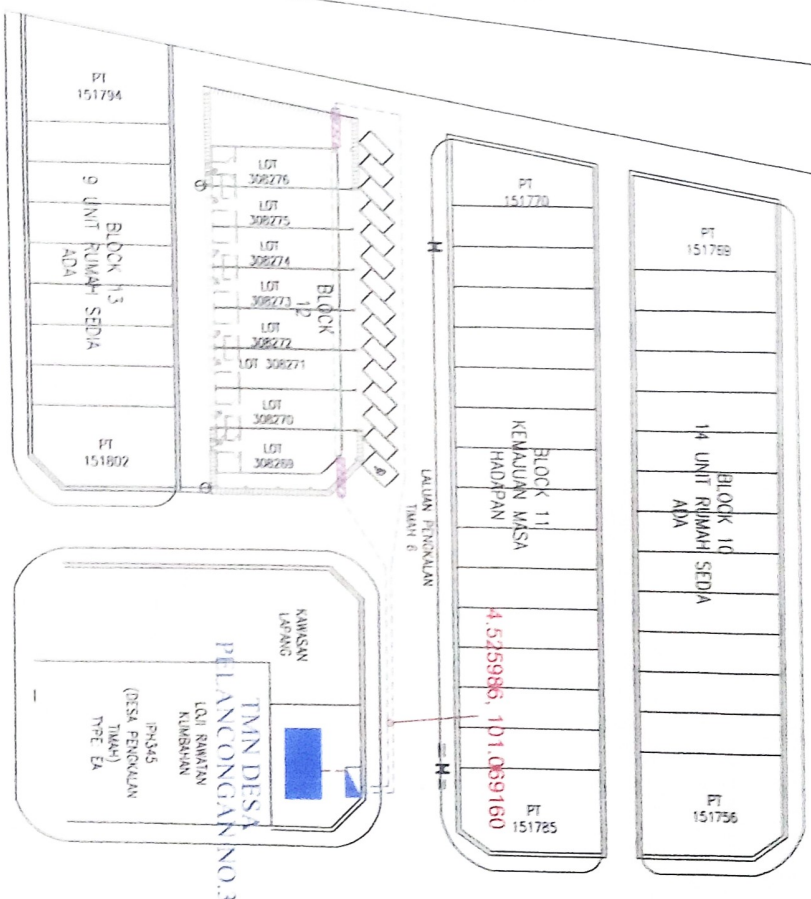 PT
151794
BLOCK 13
9 UNIT RUMAH SEDIA
ADA
PT
151802
LOT
308276
LOT
308275
LOT
308274
LOT
308273
LOT
308272
LOT 308271
LOT
308270
LOT
308269
BLOCK
12
PT
151770
BLOCK 11
KEMAJUAN MASA
HADAPAN
PT
151785
PT
151769
BLOCK 10
14 UNIT RUMAH SEDIA
ADA
PT
151756
LALUAN PENGKALAN
TIMAH 6
4.525986, 101.069160
KAWASAN
LAPANG
TMN DESA
PELANCONGAN NO.3
LOJI RAWATAN
KUMBAHAN
IPH345
(DESA PENGKALAN
TIMAH)
TYPE EA
H
H